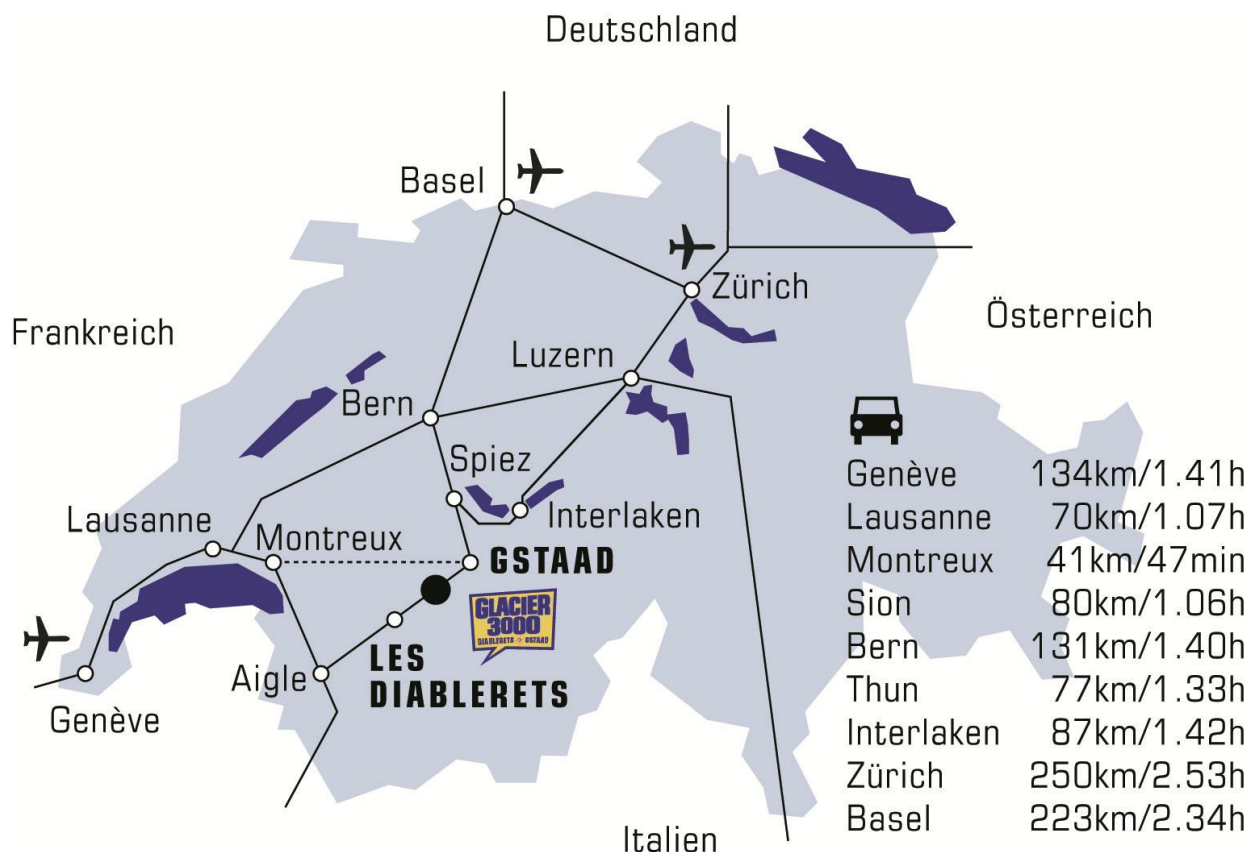 Deutschland
Basel
Zürich
Frankreich
Österreich
Luzern
Bern
Spiez
Interlaken
Lausanne
Montreux
GSTAAD
GLACIER
3000
DIABLERETS GSTAAD
LES
DIABLERETS
Aigle
Genève
Italien
Genève 134km/1.41h
Lausanne 70km/1.07h
Montreux 41km/47min
Sion 80km/1.06h
Bern 131km/1.40h
Thun 77km/1.33h
Interlaken 87km/1.42h
Zürich 250km/2.53h
Basel 223km/2.34h